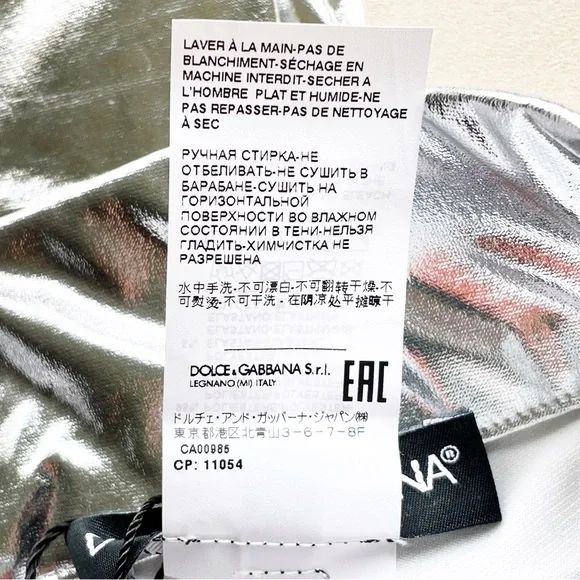 LAVER À LA MAIN-PAS DE
BLANCHIMENT-SÉCHAGE EN
MACHINE INTERDIT-SECHER A
L'HOMBRE PLAT ET HUMIDE-NE
PAS REPASSER-PAS DE NETTOYAGE
À SEC
РУЧНАЯ СТИРКА-НЕ
ОТБЕЛИВАТЬ-НЕ СУШИТЬ В
БАРАБАНЕ-СУШИТЬ НА
ГОРИЗОНТАЛЬНОЙ
ПОВЕРХНОСТИ ВО ВЛАЖНОМ
СОСТОЯНИИ В ТЕНИ-НЕЛЬЗЯ
ГЛАДИТЬ-ХИМЧИСТКА НЕ
РАЗРЕШЕНА
水中手洗-不可漂白-不可翻转干燥-不
可熨烫-不可干洗-在阴凉处平摊晾干
DOLCE & GABBANA S.r.l.
LEGNANO (MI) ITALY
EAC
ドルチェ・アンド・ガッバーナ・ジャパン㈱
東京都港区北青山3-6-7-8F
CA00985
CP: 11054
NA®